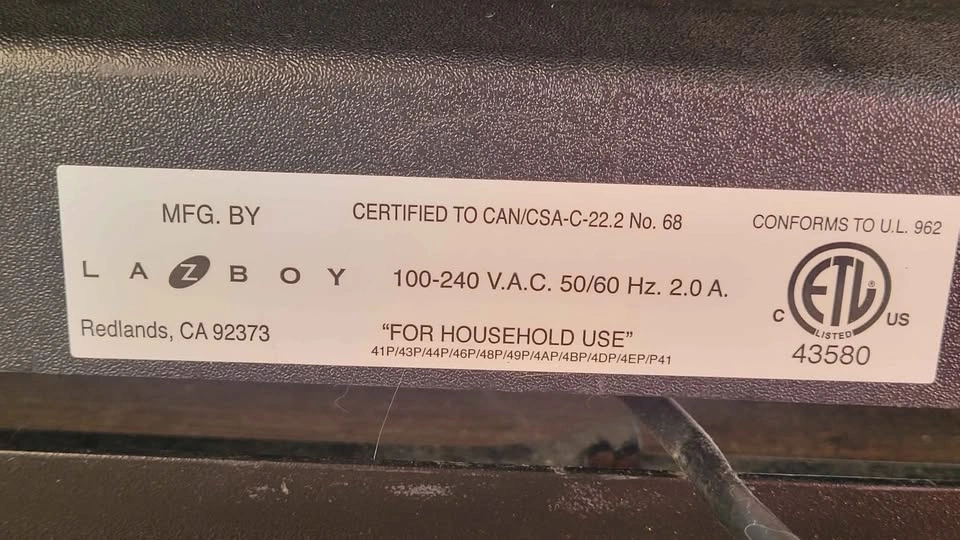 MFG. BY
LAZBOY
Redlands, CA 92373
CERTIFIED TO CAN/CSA-C-22.2 No. 68
100-240 V.A.C. 50/60 Hz. 2.0 A.
“FOR HOUSEHOLD USE”
41P/43P/44P/46P/48P/49P/4AP/4BP/4DP/4EP/P41
CONFORMS TO U.L. 962
C ETL ® US
LISTED
43580